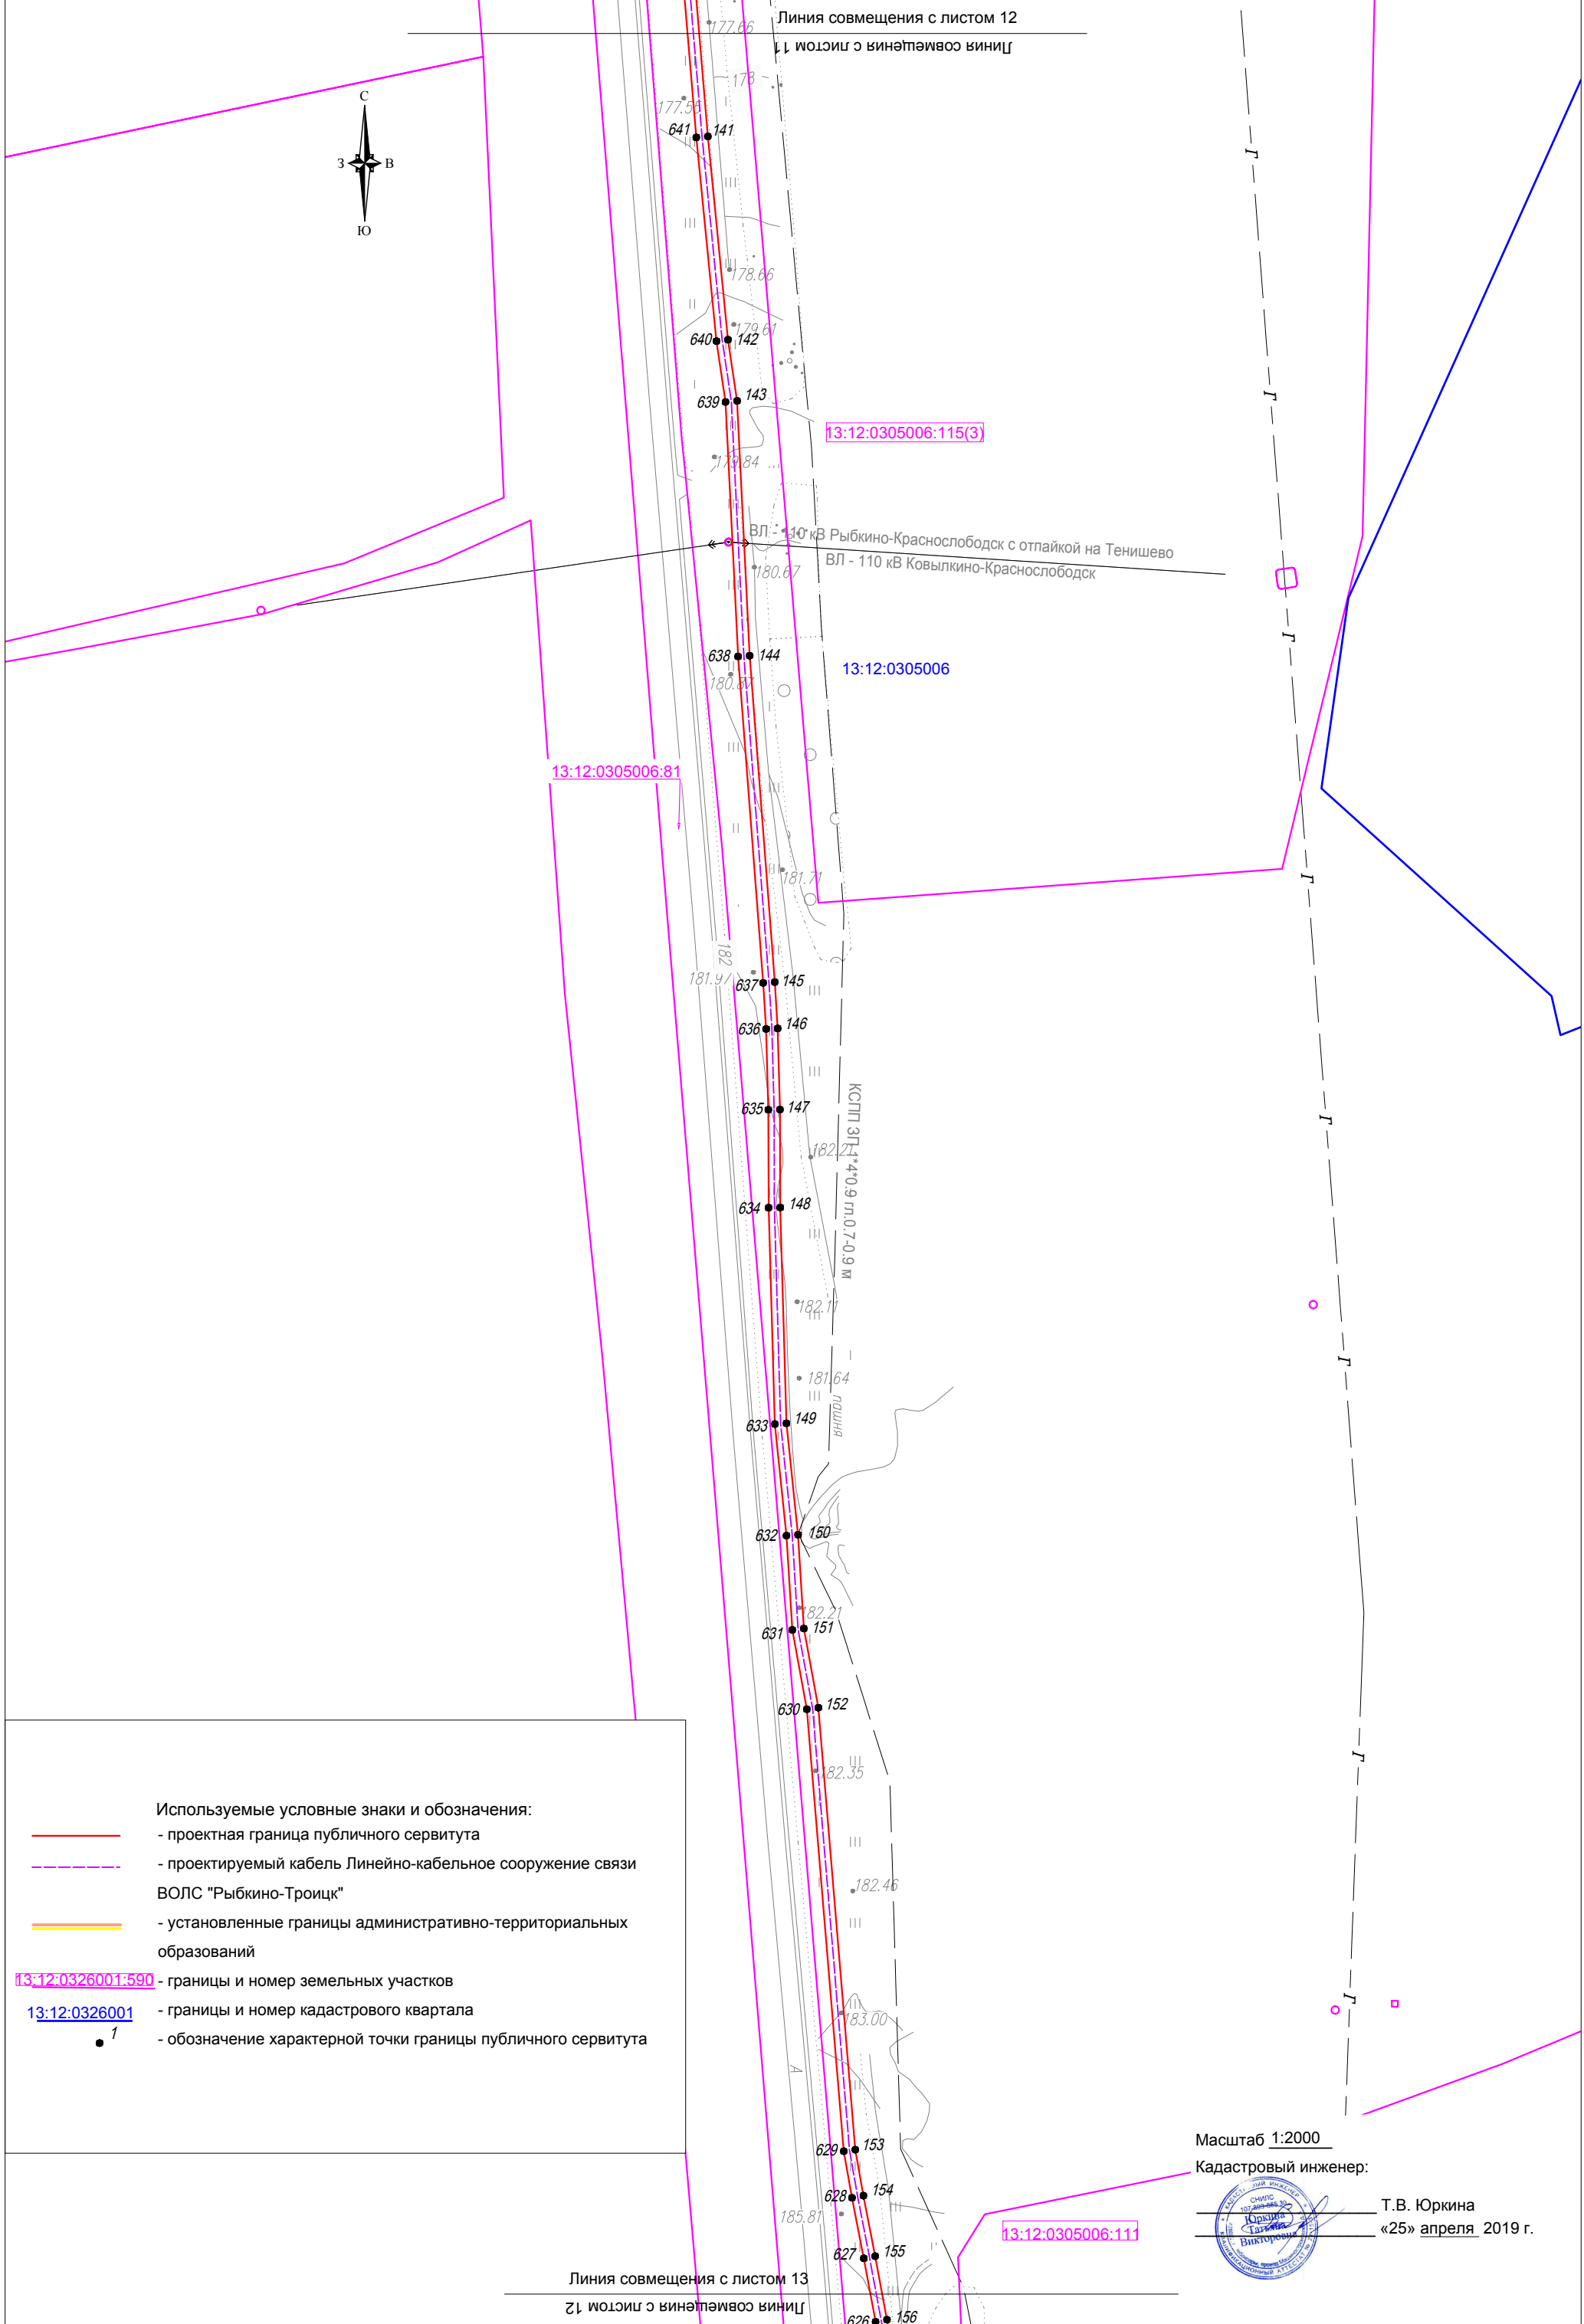 Линия совмещения с листом 12
Линия совмещения с листом 11
177.66
178
177.55
641
141
С
З
В
Ю
178.66
179.61
640
142
639
143
13:12:0305006:115(3)
179.84
ВЛ - 110 кВ Рыбкино-Краснослободск с отпайкой на Тенишево
ВЛ - 110 кВ Ковылкино-Краснослободск
180.67
638
144
13:12:0305006
180.87
13:12:0305006:81
181.71
182
181.97
637
145
636
146
КСПП ЗП 1*4*0.9 гл.0.7-0.9 м
635
147
182.21
634
148
182.11
181.64
пашня
633
149
632
150
182.21
631
151
630
152
182.35
182.46
183.00
А
629
153
628
154
185.81
627
155
626
156
Г
Г
Г
Г
Г
Г
Г
Г
Используемые условные знаки и обозначения:
- проектная граница публичного сервитута
- проектируемый кабель Линейно-кабельное сооружение связи
ВОЛС "Рыбкино-Троицк"
- установленные границы административно-территориальных
образований
13:12:0326001:590 - границы и номер земельных участков
13:12:0326001 - границы и номер кадастрового квартала
1 - обозначение характерной точки границы публичного сервитута
Масштаб 1:2000
Кадастровый инженер:
СНИЛС
Юркина
Татьяна
Викторовна
Т.В. Юркина
«25» апреля 2019 г.
13:12:0305006:111
Линия совмещения с листом 13
Линия совмещения с листом 12